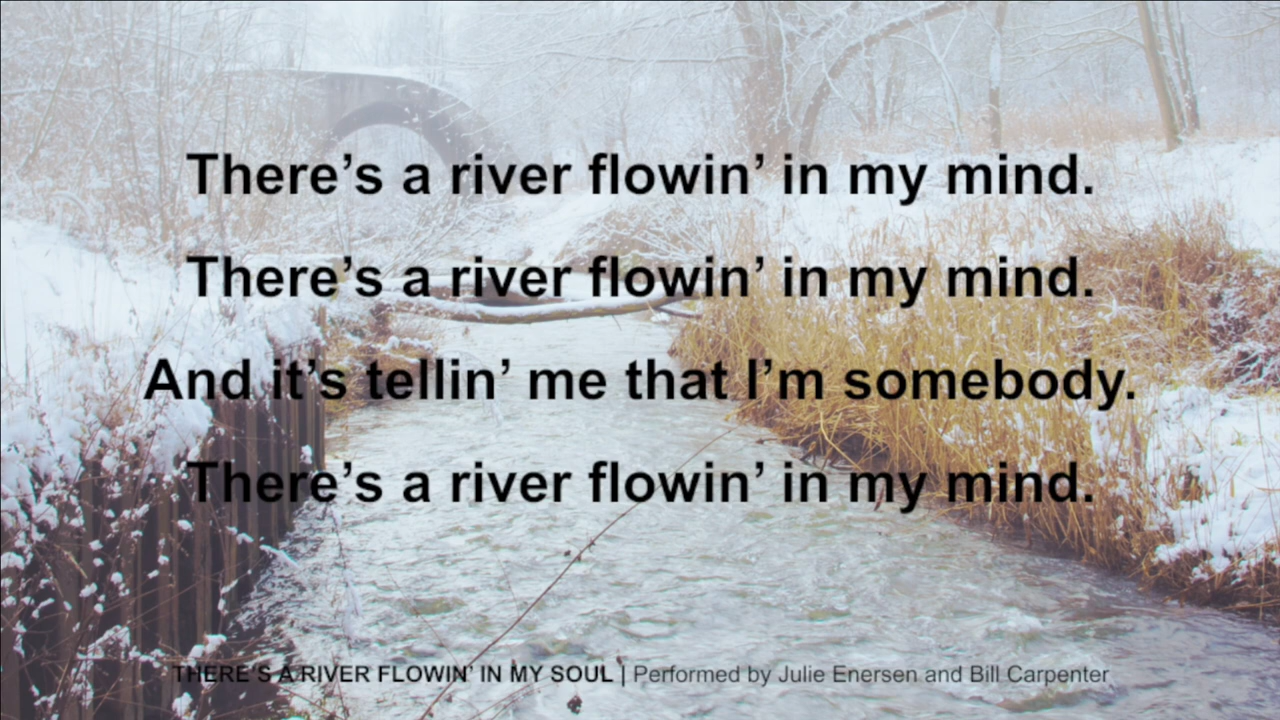 There’s a river flowin’ in my mind.
There’s a river flowin’ in my mind.
And it’s tellin’ me that I’m somebody.
There’s a river flowin’ in my mind.
THERE’S A RIVER FLOWIN’ IN MY SOUL | Performed by Julie Enersen and Bill Carpenter